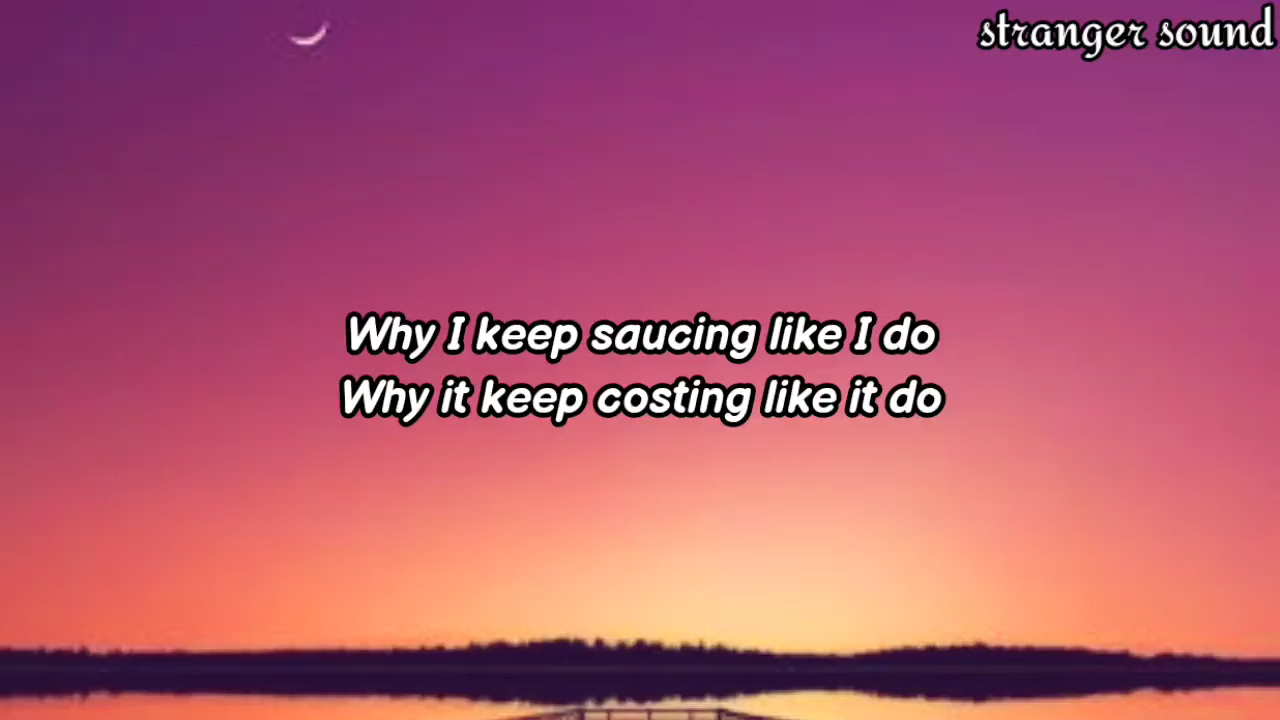 stranger sound
Why I keep saucing like I do
Why it keep costing like it do